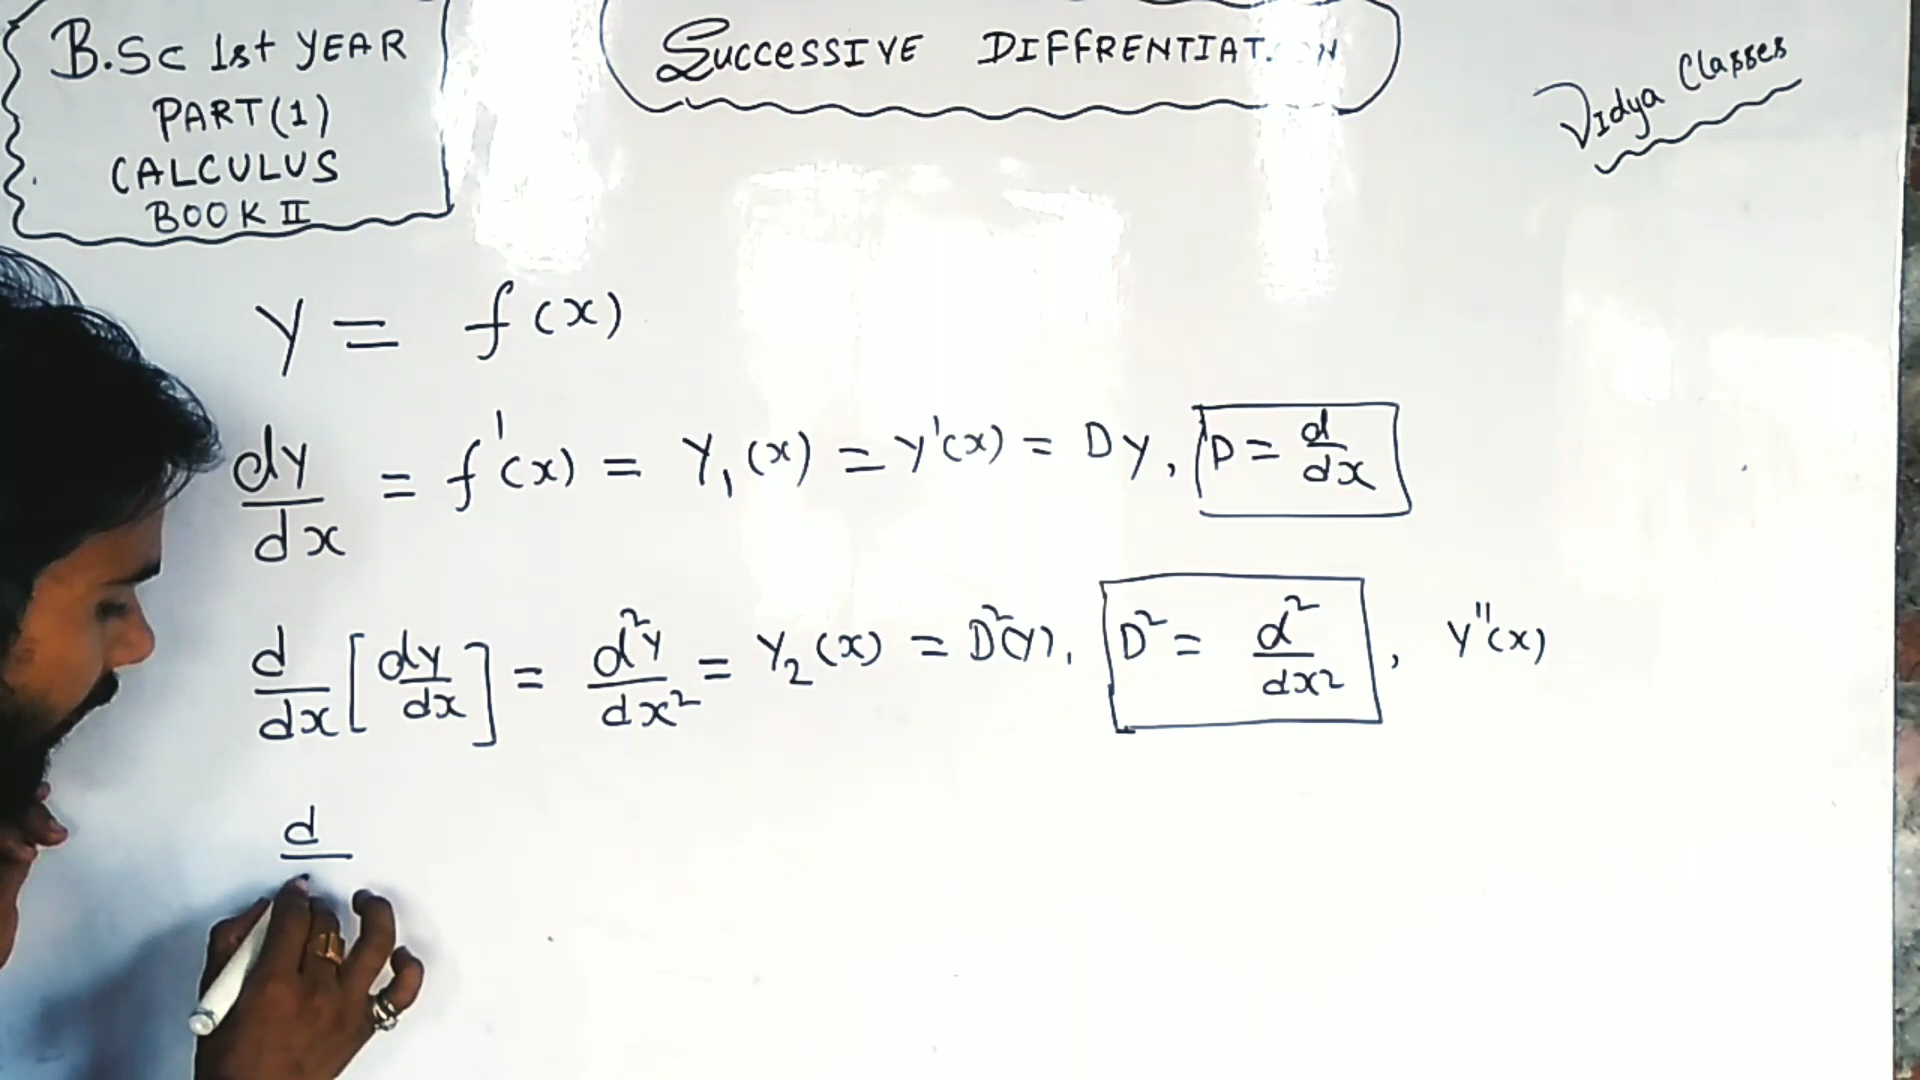 B.Sc 1st YEAR
PART(1)
CALCULUS
BOOK II
SUCCESSIVE
Vidya Classes
Y = f(x)
dy/dx = f'(x) = Y₁(x) = Y'(x) = DY, D = d/dx
d/dx [dy/dx] = d²Y/dx² = Y₂(x) = D²(Y), D² = d²/dx², Y''(x)
d